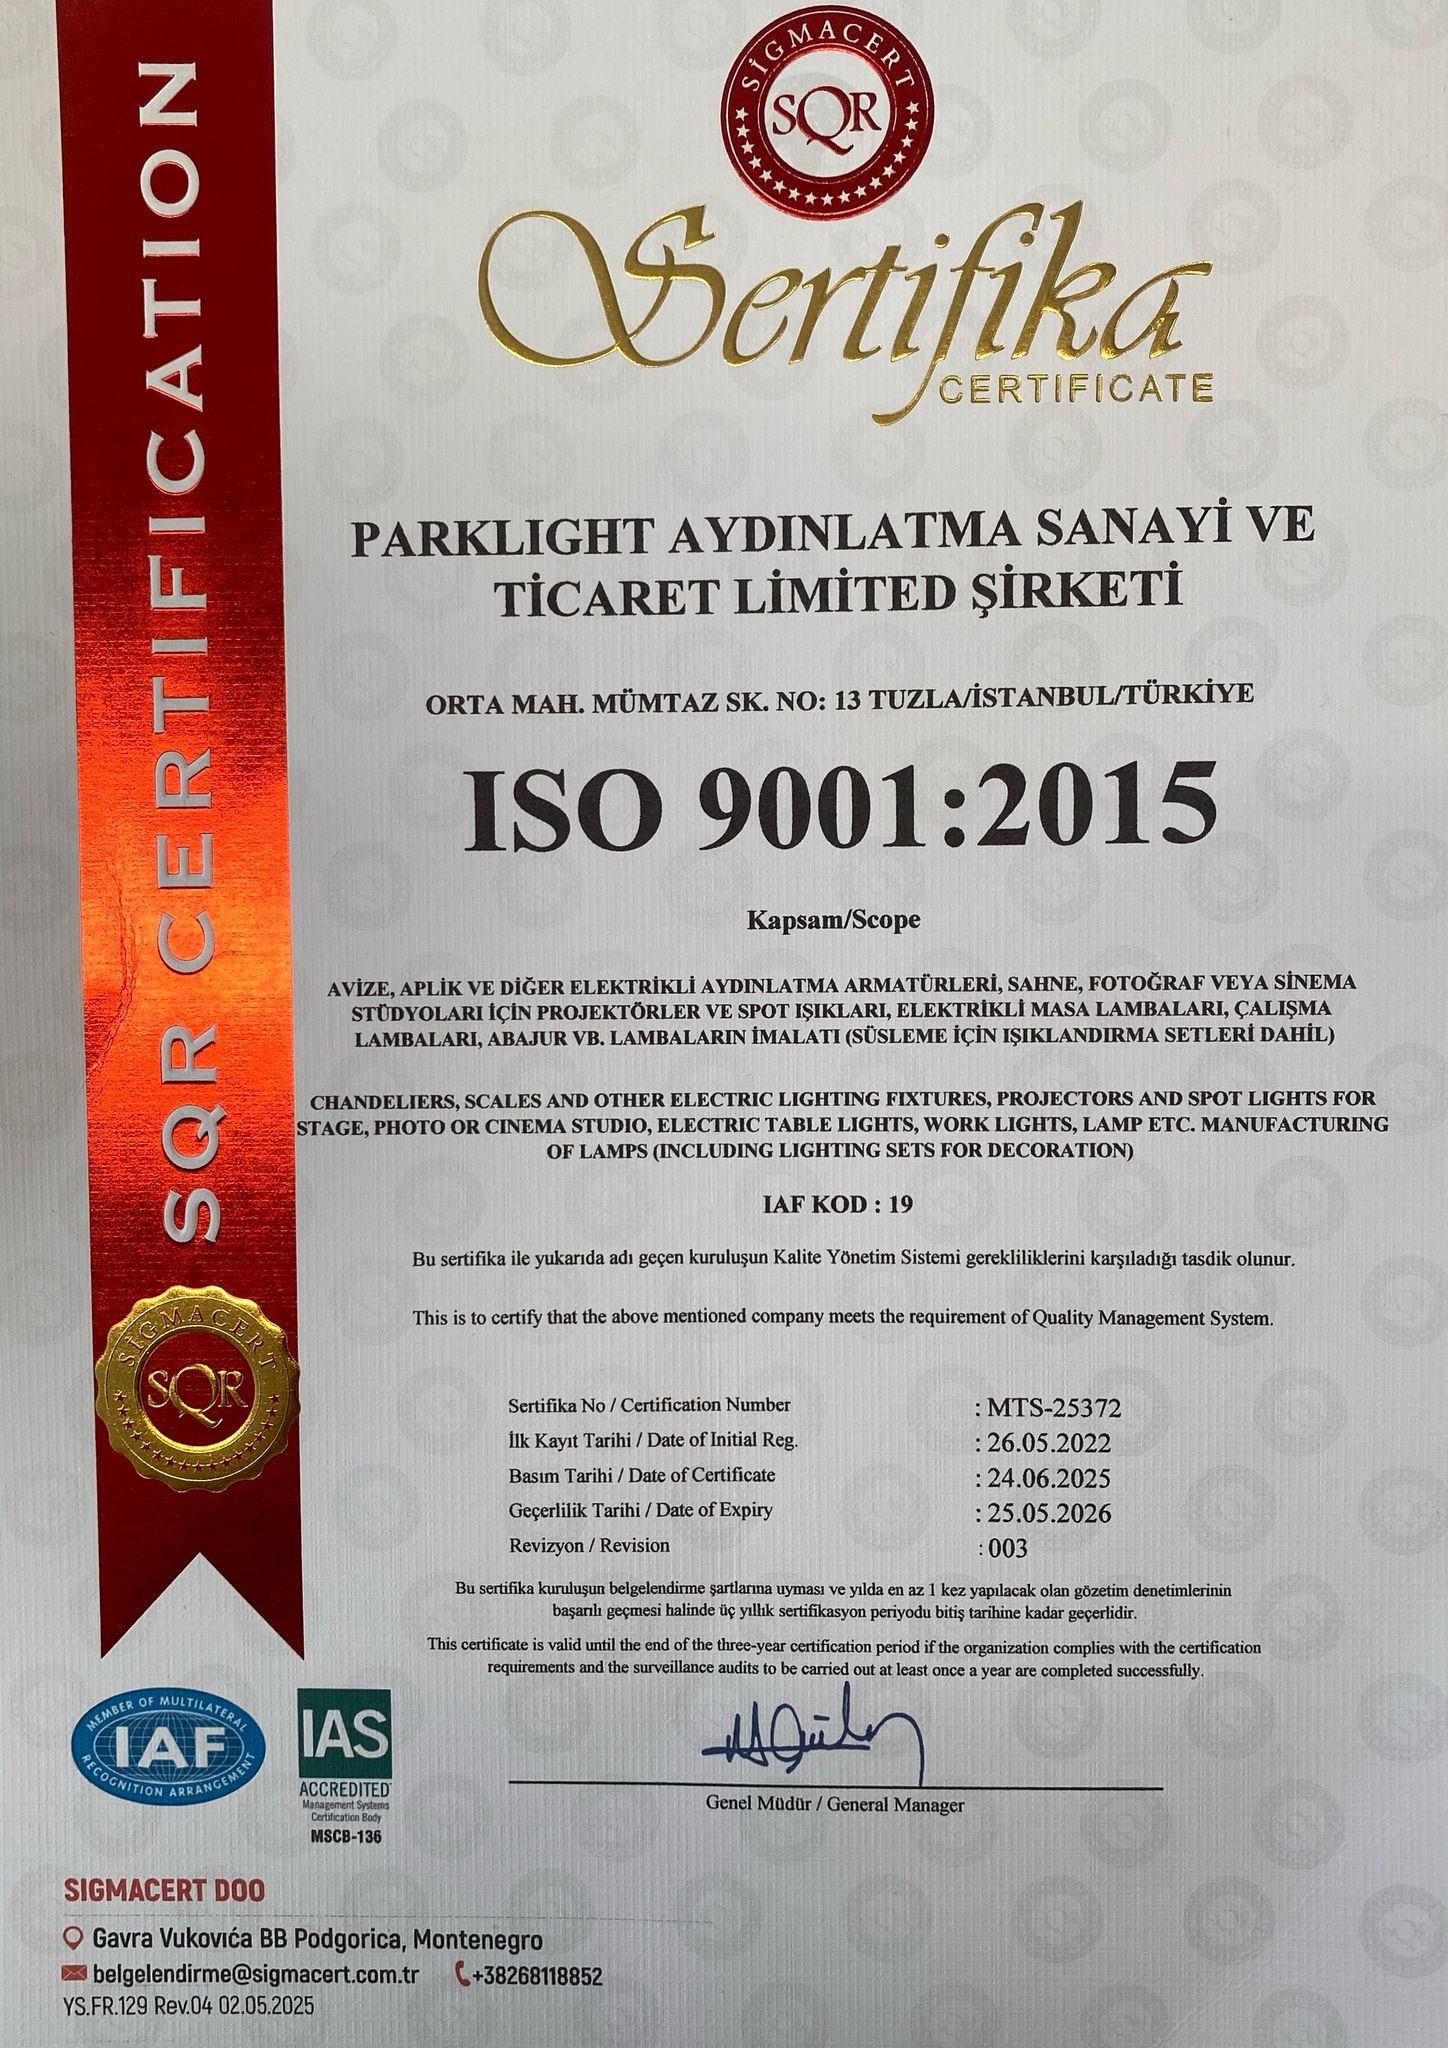 SİGMACERT
SQR
Sertifika
CERTIFICATE
SQR CERTIFICATION
PARKLIGHT AYDINLATMA SANAYİ VE
TİCARET LİMİTED ŞİRKETİ
ORTA MAH. MÜMTAZ SK. NO: 13 TUZLA/İSTANBUL/TÜRKİYE
ISO 9001:2015
Kapsam/Scope
AVİZE, APLİK VE DİĞER ELEKTRİKLİ AYDINLATMA ARMATÜRLERİ, SAHNE, FOTOĞRAF VEYA SİNEMA
STÜDYOLARI İÇİN PROJEKTÖRLER VE SPOT IŞIKLARI, ELEKTRİKLİ MASA LAMBALARI, ÇALIŞMA
LAMBALARI, ABAJUR VB. LAMBALARIN İMALATI (SÜSLEME İÇİN IŞIKLANDIRMA SETLERİ DAHİL)
CHANDELIERS, SCALES AND OTHER ELECTRIC LIGHTING FIXTURES, PROJECTORS AND SPOT LIGHTS FOR
STAGE, PHOTO OR CINEMA STUDIO, ELECTRIC TABLE LIGHTS, WORK LIGHTS, LAMP ETC. MANUFACTURING
OF LAMPS (INCLUDING LIGHTING SETS FOR DECORATION)
IAF KOD : 19
Bu sertifika ile yukarıda adı geçen kuruluşun Kalite Yönetim Sistemi gerekliliklerini karşıladığı tasdik olunur.
This is to certify that the above mentioned company meets the requirement of Quality Management System.
SİGMACERT
SQR
Sertifika No / Certification Number : MTS-25372
İlk Kayıt Tarihi / Date of Initial Reg. : 26.05.2022
Basım Tarihi / Date of Certificate : 24.06.2025
Geçerlilik Tarihi / Date of Expiry : 25.05.2026
Revizyon / Revision : 003
Bu sertifika kuruluşun belgelendirme şartlarına uyması ve yılda en az 1 kez yapılacak olan gözetim denetimlerinin
başarılı geçmesi halinde üç yıllık sertifikasyon periyodu bitiş tarihine kadar geçerlidir.
This certificate is valid until the end of the three-year certification period if the organization complies with the certification
requirements and the surveillance audits to be carried out at least once a year are completed successfully.
MEMBER OF MULTILATERAL
IAF
RECOGNITION ARRANGEMENT
IAS
ACCREDITED
Management Systems
Certification Body
MSCB-136
Genel Müdür / General Manager
SIGMACERT DOO
Gavra Vukovića BB Podgorica, Montenegro
belgelendirme@sigmacert.com.tr +38268118852
YS.FR.129 Rev.04 02.05.2025